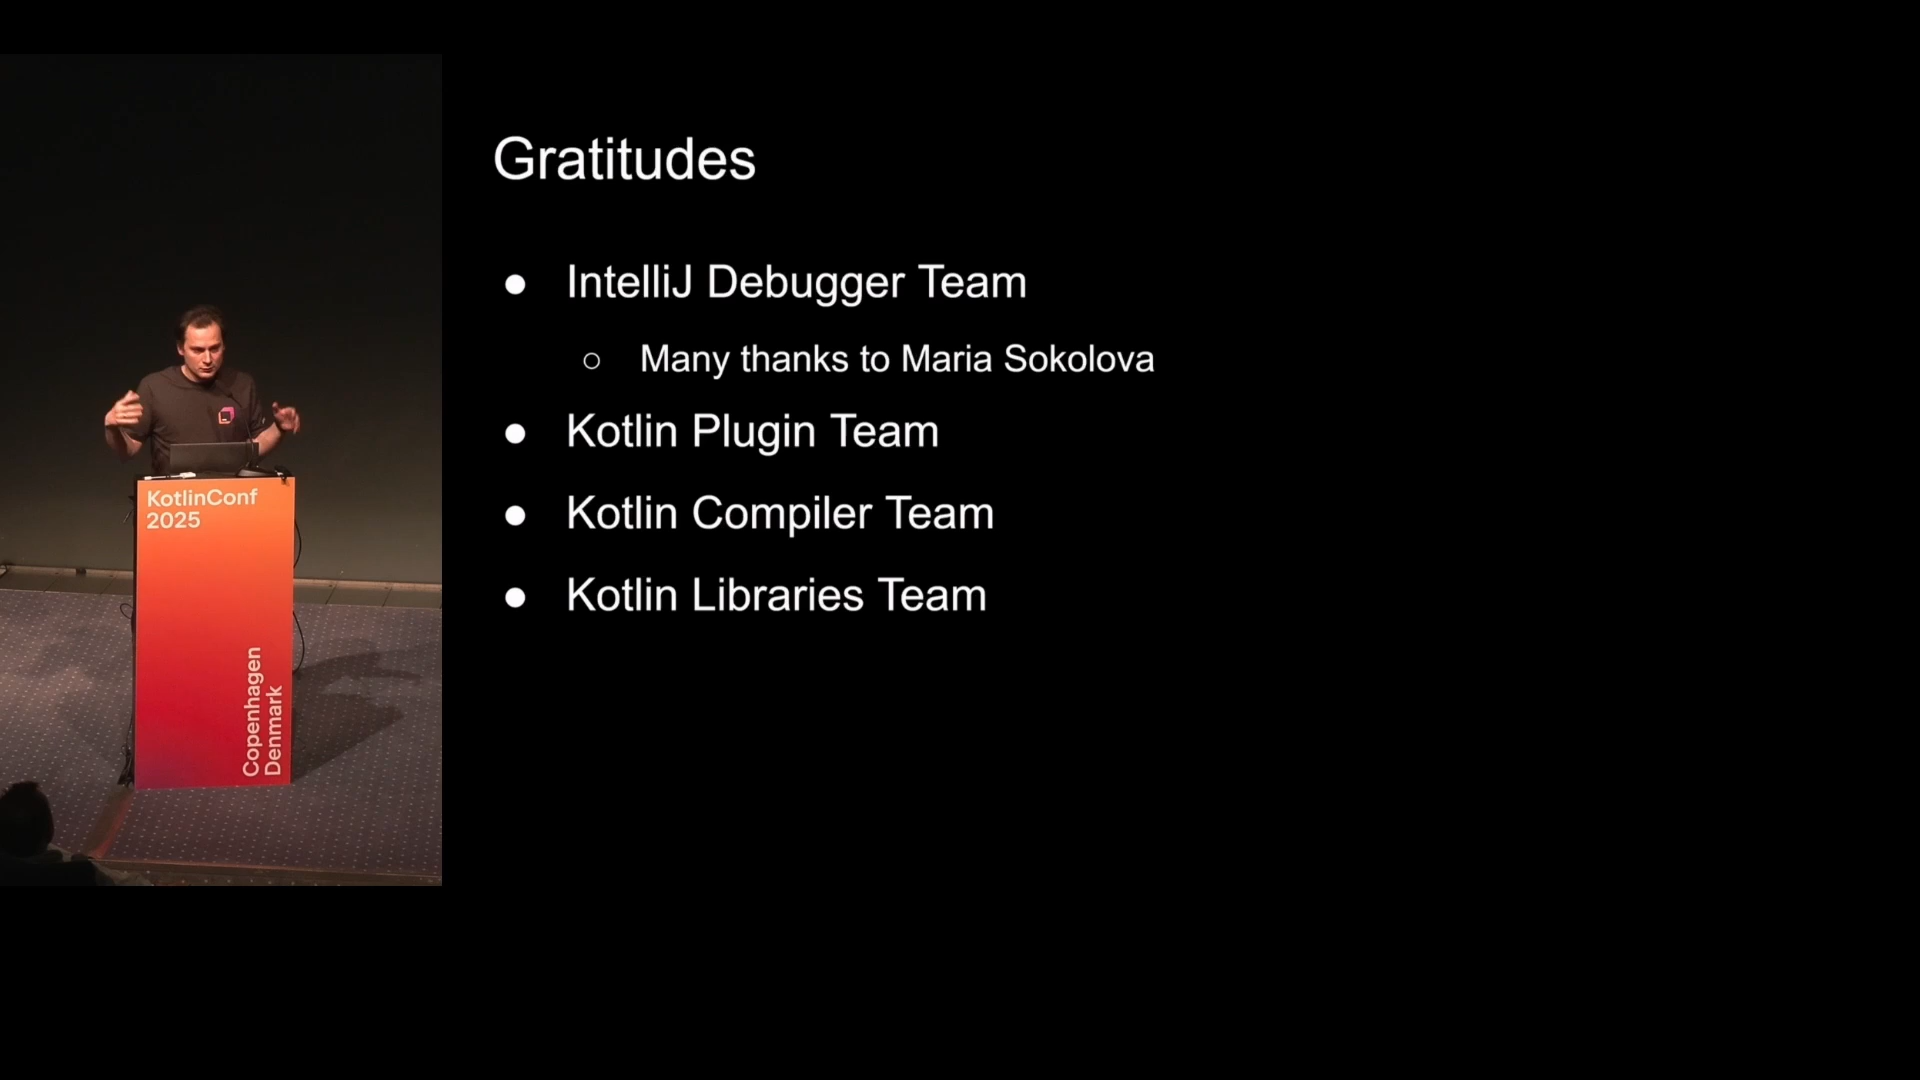 KotlinConf
2025
Copenhagen
Denmark
Gratitudes
IntelliJ Debugger Team
Many thanks to Maria Sokolova
Kotlin Plugin Team
Kotlin Compiler Team
Kotlin Libraries Team